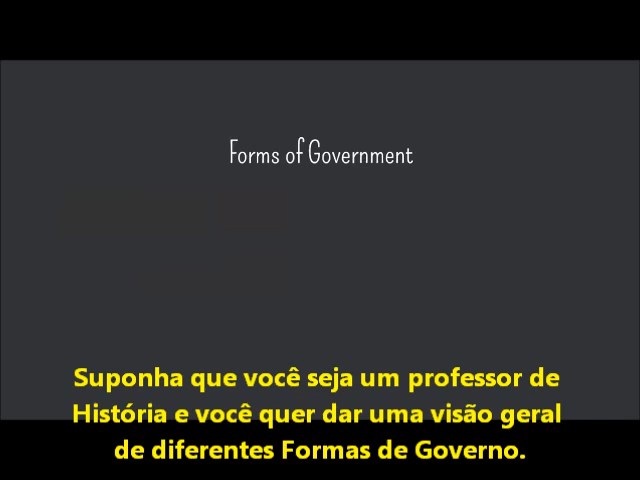 Forms of Government
Suponha que você seja um professor de
História e você quer dar uma visão geral
de diferentes Formas de Governo.